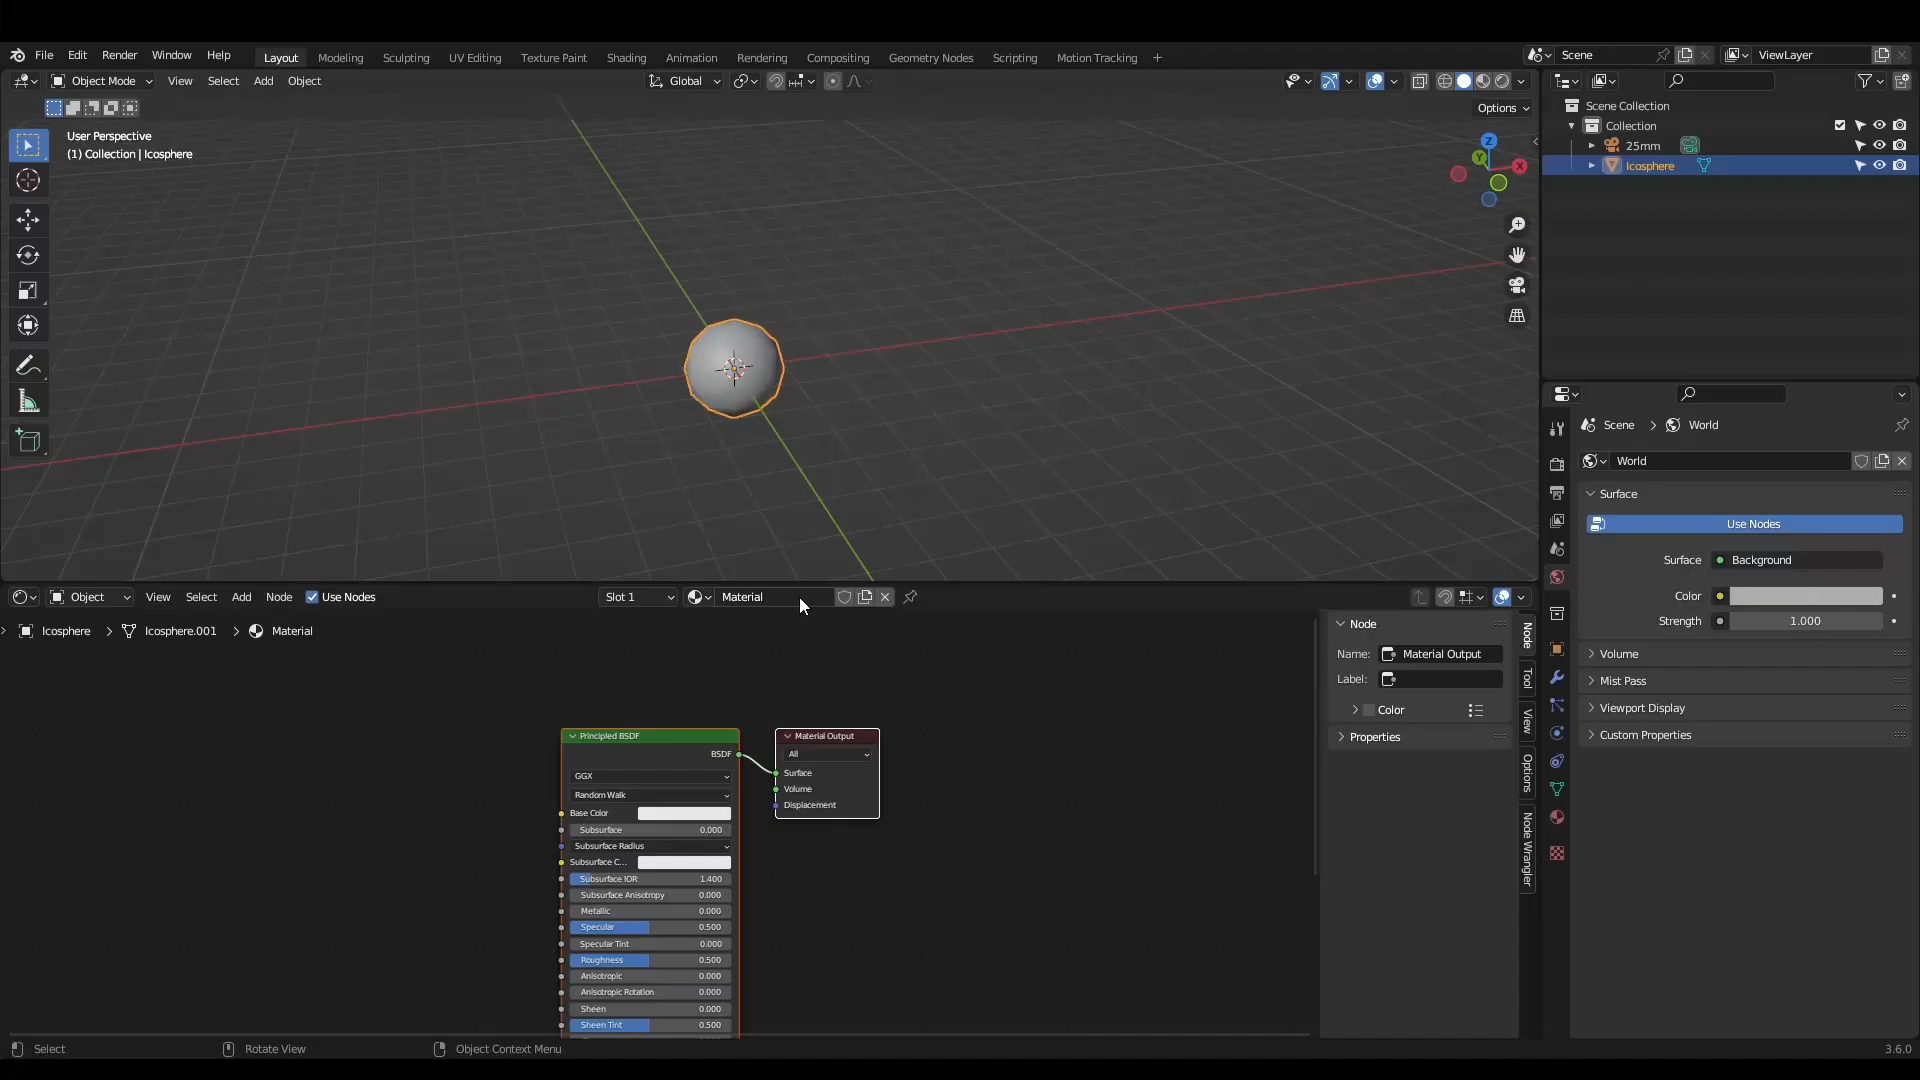 File Edit Render Window Help Layout Modeling Sculpting UV Editing Texture Paint Shading Animation Rendering Compositing Geometry Nodes Scripting Motion Tracking + Scene ViewLayer
Object Mode View Select Add Object Global
Options
User Perspective
(1) Collection | Icosphere
Z
Y
X
Scene Collection
Collection
25mm
Icosphere
Scene > World
World
Surface
Use Nodes
Surface Background
Color
Strength 1.000
Volume
Mist Pass
Viewport Display
Custom Properties
Object View Select Add Node Use Nodes Slot 1 Material
Icosphere > Icosphere.001 > Material
Node
Name: Material Output
Label:
Color
Properties
Node
Tool
View
Options
Node Wrangler
Principled BSDF
BSDF
GGX
Random Walk
Base Color
Subsurface 0.000
Subsurface Radius
Subsurface C...
Subsurface IOR 1.400
Subsurface Anisotropy 0.000
Metallic 0.000
Specular 0.500
Specular Tint 0.000
Roughness 0.500
Anisotropic 0.000
Anisotropic Rotation 0.000
Sheen 0.000
Sheen Tint 0.500
Material Output
All
Surface
Volume
Displacement
Select Rotate View Object Context Menu 3.6.0